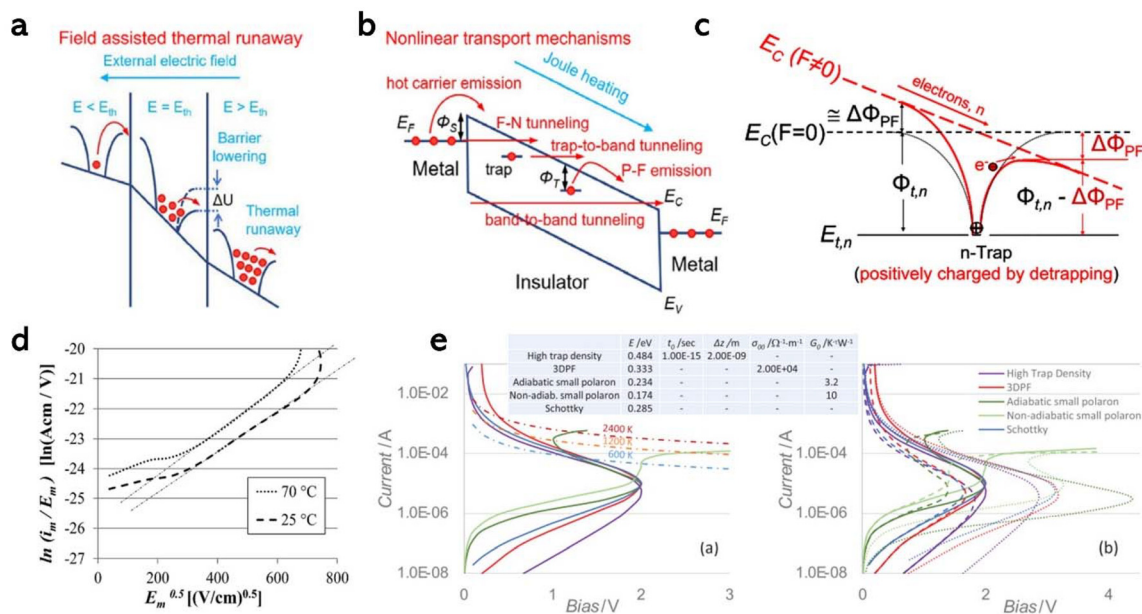 a
Field assisted thermal runaway
External electric field
E < Eth
E = Eth
E > Eth
Barrier
lowering
ΔU
Thermal
runaway
b
Nonlinear transport mechanisms
Joule heating
hot carrier emission
EF
ΦS
F-N tunneling
Metal
trap
trap-to-band tunneling
ΦT
P-F emission
EC
band-to-band tunneling
EF
Insulator
Metal
EV
c
EC (F≠0)
electrons, n
≅ ΔΦPF
EC(F=0)
ΔΦPF
e-
Φt,n
Φt,n - ΔΦPF
Et,n
n-Trap
(positively charged by detrapping)
d
ln (im / Em) [ln(Acm / V)]
-20
-21
-22
-23
-24
-25
-26
-27
70 °C
25 °C
0 200 400 600 800
Em 0.5 [(V/cm)0.5]
e
E /eV t0 /sec Δz /m σ00 /Ω-1·m-1 G0 /K·W-1
High trap density 0.484 1.00E-15 2.00E-09 - -
3DPF 0.333 - - 2.00E+04 -
Adiabatic small polaron 0.234 - - - 3.2
Non-adiab. small polaron 0.174 - - - 10
Schottky 0.285 - - -
Current / A
1.0E-02
1.0E-04
1.0E-06
1.0E-08
2400 K
1200 K
600 K
(a)
0 1 2 3
Bias / V
Current / A
1.0E-02
1.0E-04
1.0E-06
1.0E-08
High Trap Density
3DPF
Adiabatic small polaron
Non-adiabatic small polaron
Schottky
(b)
0 2 4
Bias / V